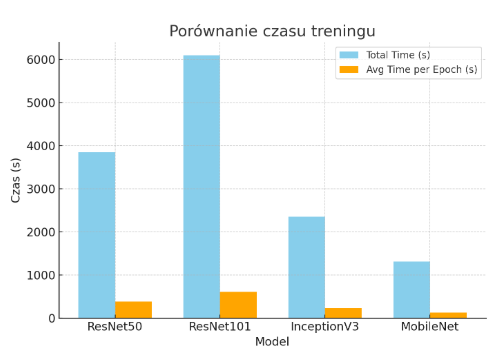 Porównanie czasu treningu
Total Time (s)
Avg Time per Epoch (s)
Czas (s)
6000
5000
4000
3000
2000
1000
0
ResNet50 ResNet101 InceptionV3 MobileNet
Model